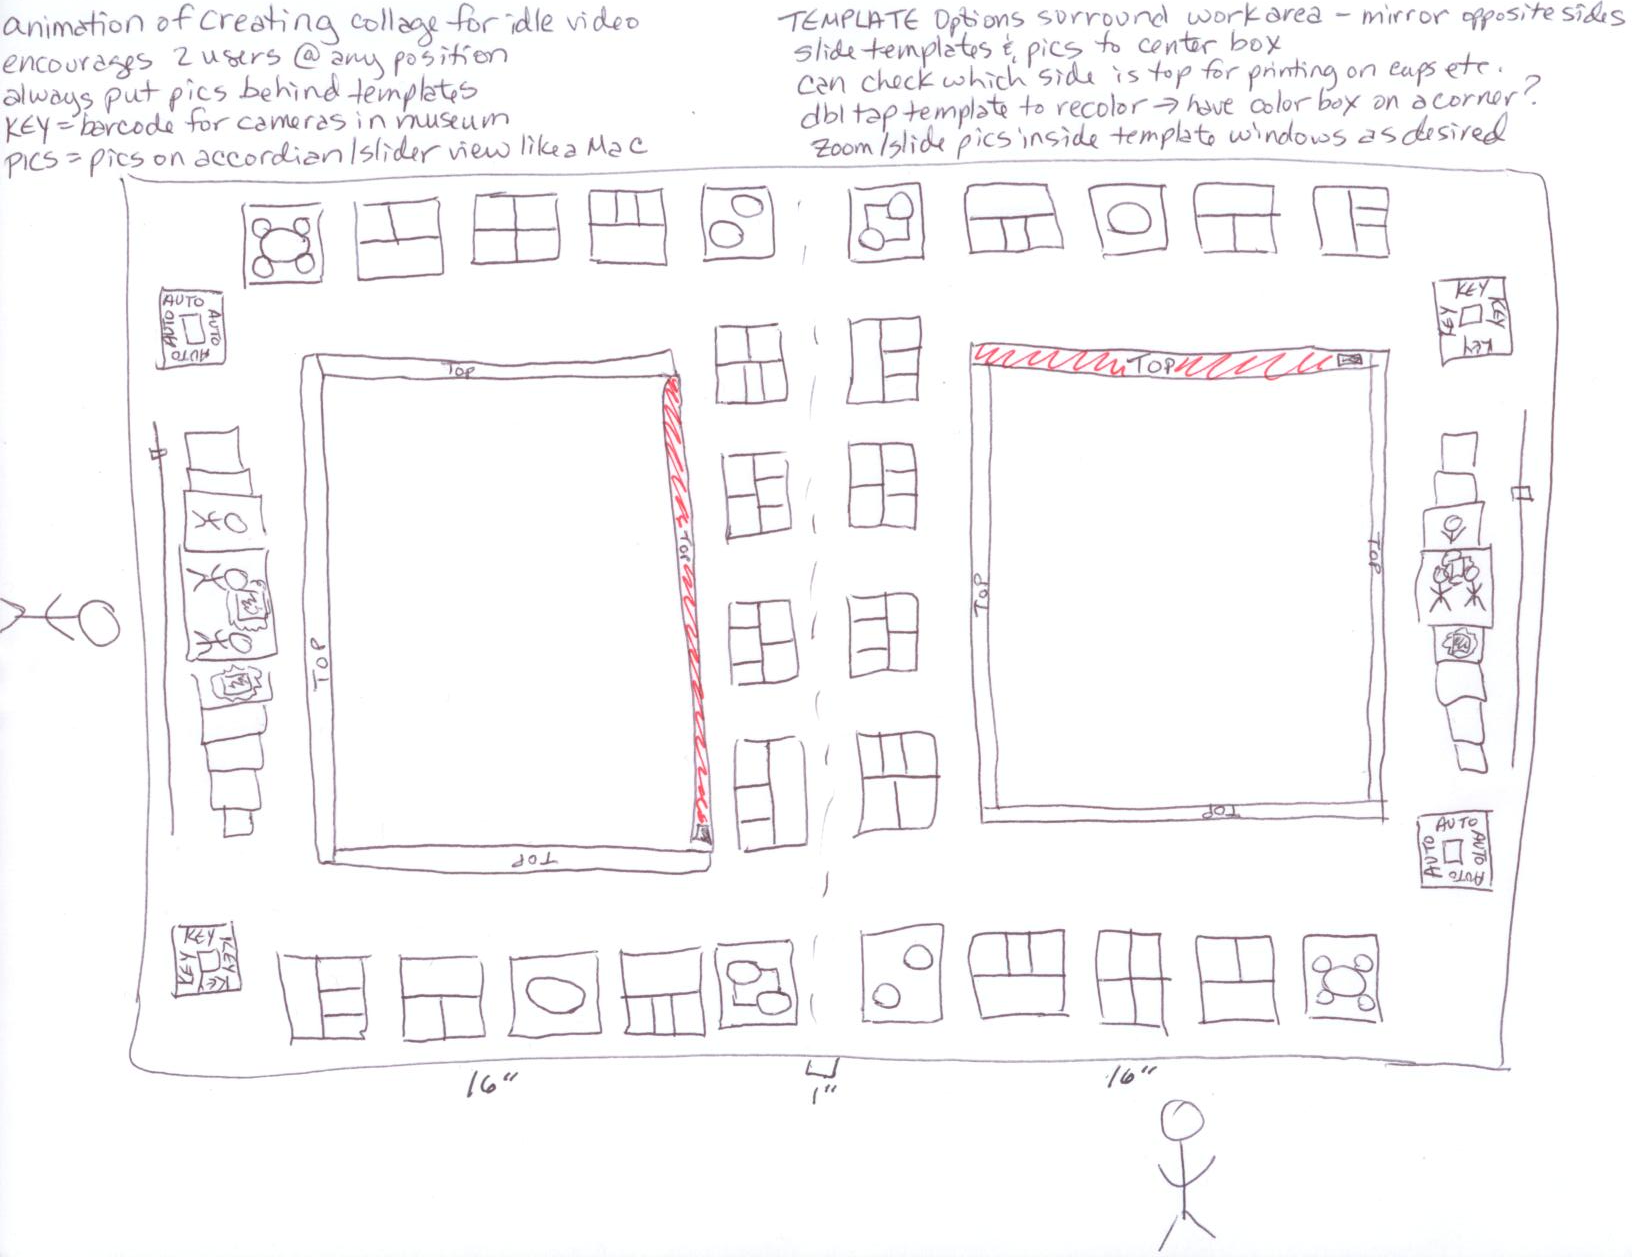 animation of creating collage for idle video
encourages 2 users @ any position
always put pics behind templates
KEY = barcode for cameras in museum
PICS = pics on accordian/slider view like a Mac
TEMPLATE Options surround work area - mirror opposite sides
slide templates & pics to center box
can check which side is top for printing on cups etc.
dbl tap template to recolor → have color box on a corner?
Zoom/slide pics inside template windows as desired
AUTO
AUTO
AUTO
AUTO
KEY
KEY
KEY
KEY
TOP
TOP
TOP
TOP
TOP
TOP
TOP
TOP
KEY
KEY
KEY
KEY
AUTO
AUTO
AUTO
AUTO
16"
1"
16"